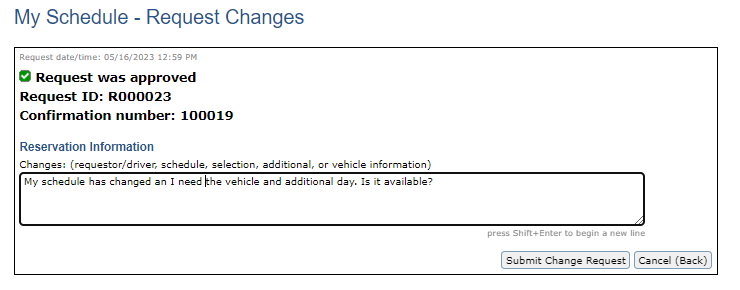 My Schedule - Request Changes
Request date/time: 05/16/2023 12:59 PM
Request was approved
Request ID: R000023
Confirmation number: 100019
Reservation Information
Changes: (requestor/driver, schedule, selection, additional, or vehicle information)
My schedule has changed an I need the vehicle and additional day. Is it available?
press Shift+Enter to begin a new line
Submit Change Request Cancel (Back)